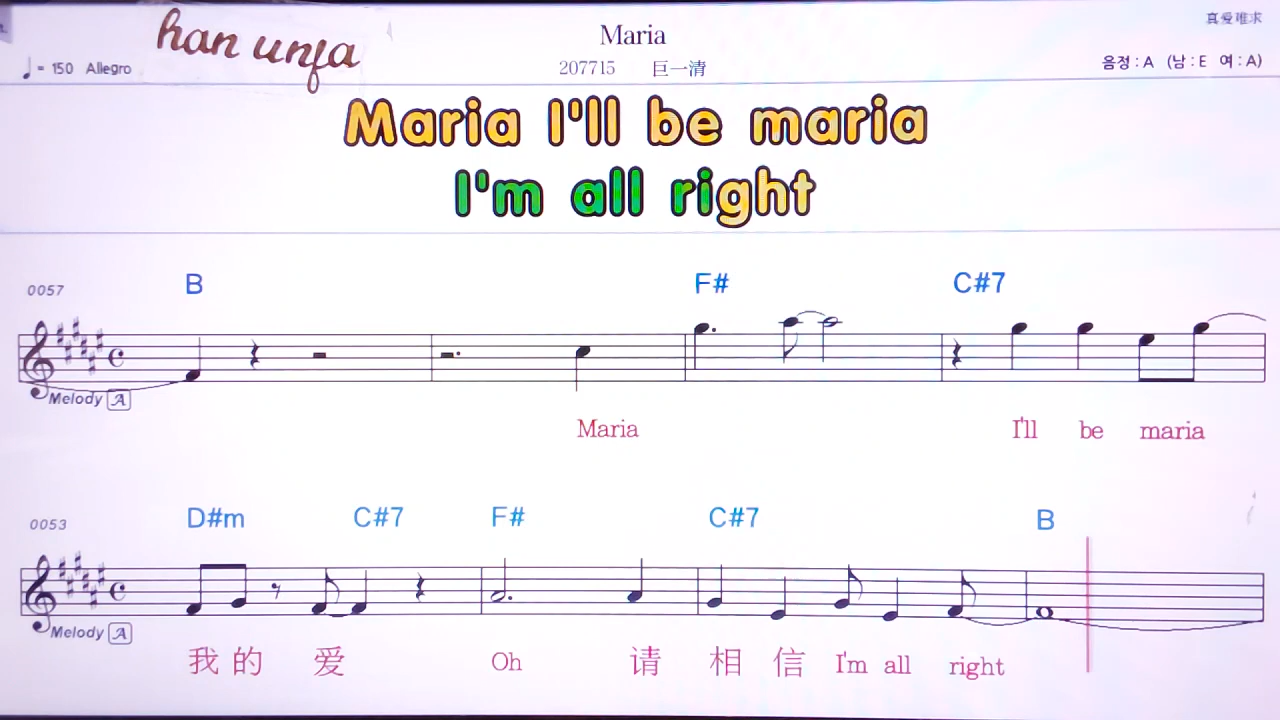 han unja
Maria
真爱难求
♩= 150 Allegro
207715 巨一清
음정 : A (남 : E 여 : A)
Maria I'll be maria
I'm all right
B F# C#7
0057
Melody A
Maria I'll be maria
D#m C#7 F# C#7 B
0053
Melody A
我 的 爱 Oh 请 相 信 I'm all right